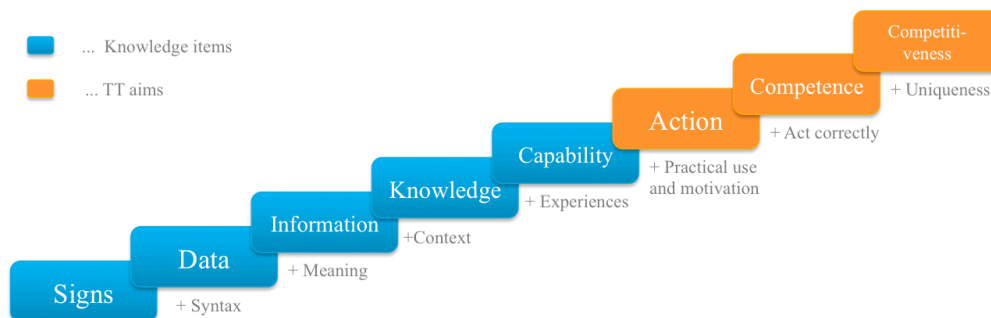 ... Knowledge items
... TT aims
Signs
+ Syntax
Data
+ Meaning
Information
+Context
Knowledge
+ Experiences
Capability
+ Practical use
and motivation
Action
+ Act correctly
Competence
+ Uniqueness
Competiti-
veness